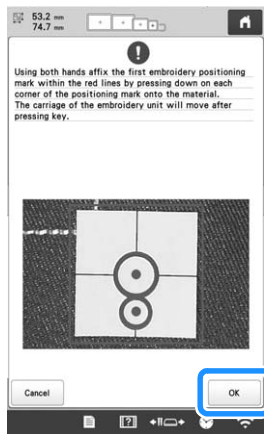 53.2 mm
74.7 mm
Using both hands affix the first embroidery positioning
mark within the red lines by pressing down on each
corner of the positioning mark onto the material.
The carriage of the embroidery unit will move after
pressing key.
Cancel
OK